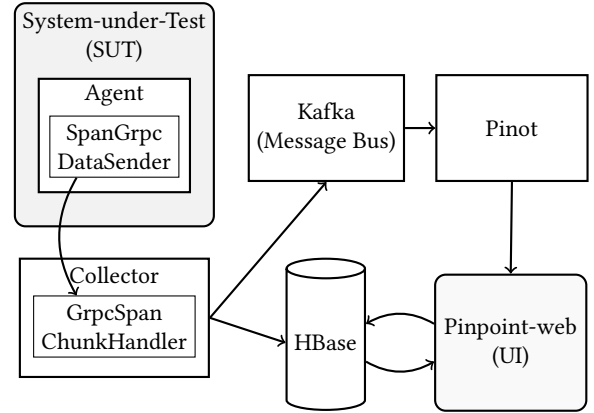 System-under-Test
(SUT)
Agent
SpanGrpc
DataSender
Kafka
(Message Bus)
Pinot
Collector
GrpcSpan
ChunkHandler
HBase
Pinpoint-web
(UI)